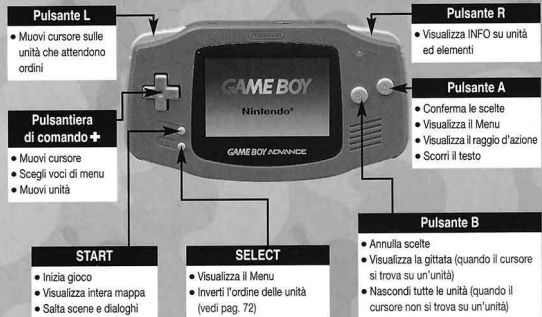 Pulsante L
• Muovi cursore sulle
unità che attendono
ordini
Pulsante R
• Visualizza INFO su unità
ed elementi
Nintendo
GAME BOY
Nintendo®
GAME BOY ADVANCE
Pulsante A
• Conferma le scelte
• Visualizza il Menu
• Visualizza il raggio d'azione
• Scorri il testo
Pulsantiera
di comando ✚
• Muovi cursore
• Scegli voci di menu
• Muovi unità
START
• Inizia gioco
• Visualizza intera mappa
• Salta scene e dialoghi
SELECT
• Visualizza il Menu
• Inverti l'ordine delle unità
(vedi pag. 72)
Pulsante B
• Annulla scelte
• Visualizza la gittata (quando il cursore
si trova su un'unità)
• Nascondi tutte le unità (quando il
cursore non si trova su un'unità)